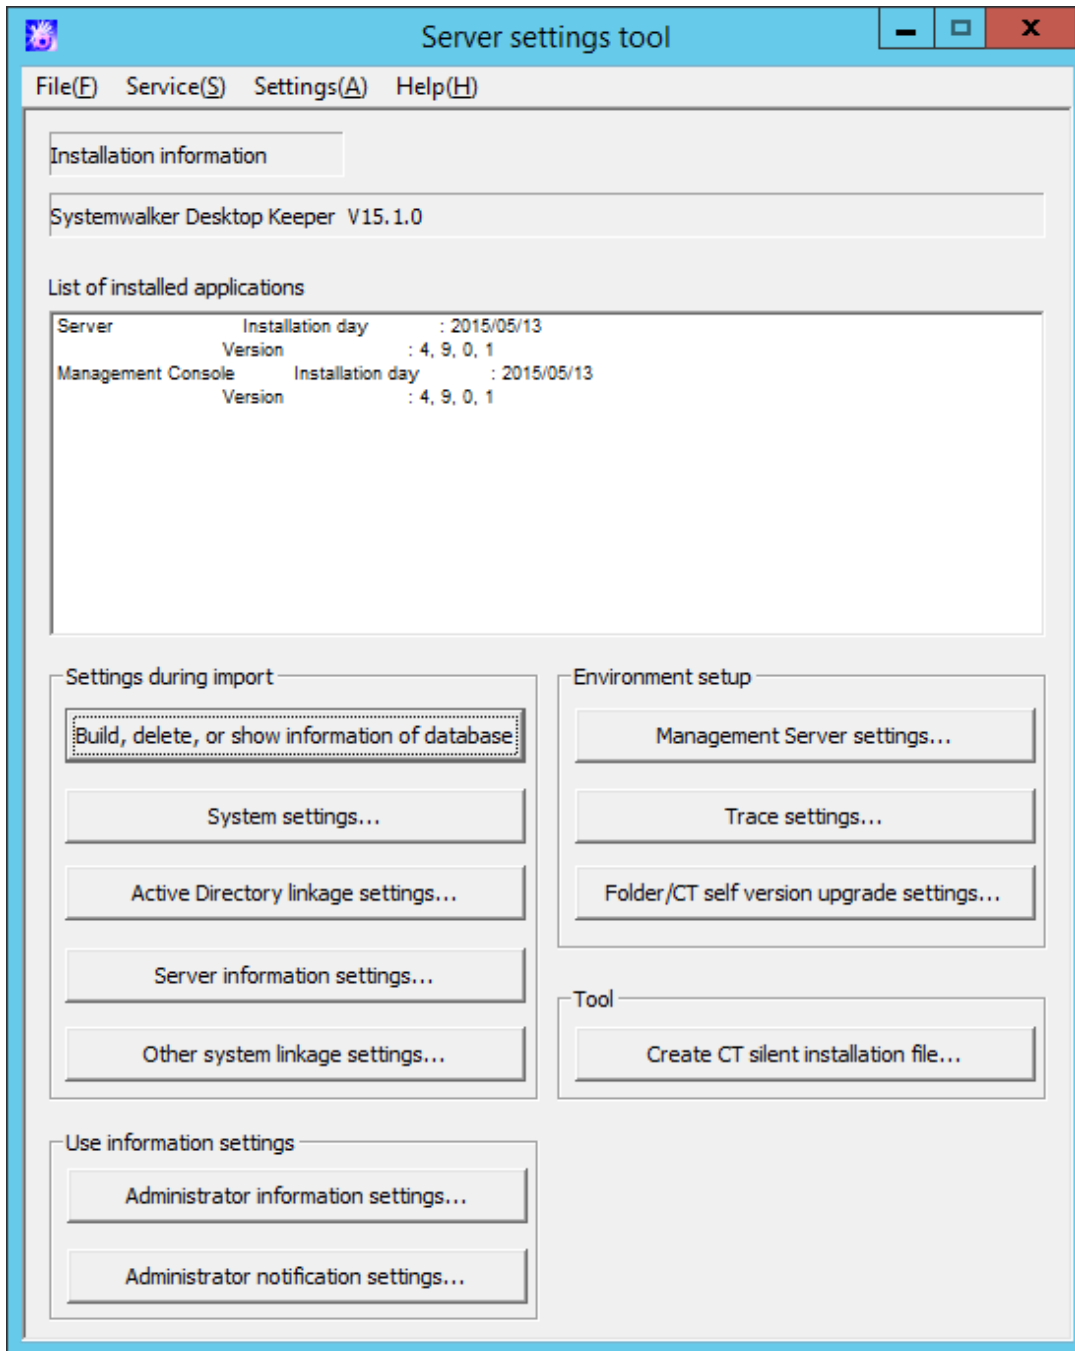 Server settings tool
File(F) Service(S) Settings(A) Help(H)
Installation information
Systemwalker Desktop Keeper V15.1.0
List of installed applications
Server Installation day : 2015/05/13
Version : 4, 9, 0, 1
Management Console Installation day : 2015/05/13
Version : 4, 9, 0, 1
Settings during import
Build, delete, or show information of database
System settings...
Active Directory linkage settings...
Server information settings...
Other system linkage settings...
Environment setup
Management Server settings...
Trace settings...
Folder/CT self version upgrade settings...
Tool
Create CT silent installation file...
Use information settings
Administrator information settings...
Administrator notification settings...